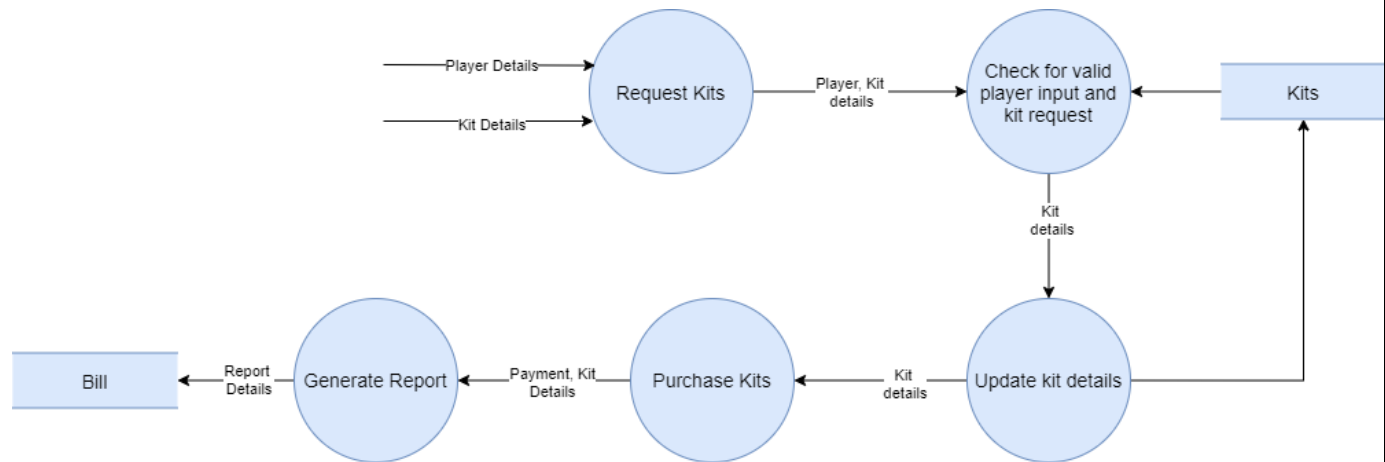 Player Details
Kit Details
Request Kits
Player, Kit
details
Check for valid
player input and
kit request
Kits
Kit
details
Bill
Report
Details
Generate Report
Payment, Kit
Details
Purchase Kits
Kit
details
Update kit details